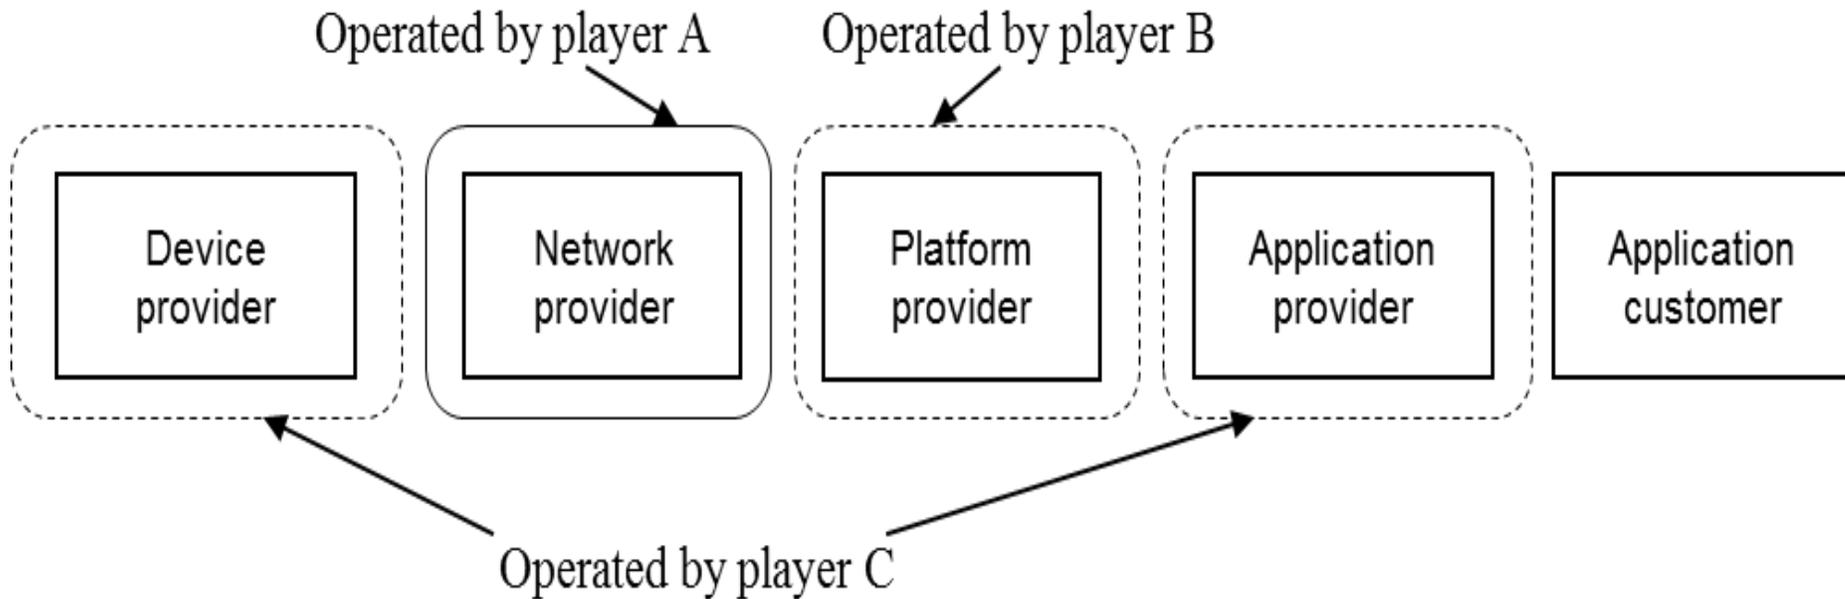 Operated by player A
Operated by player B
Device
provider
Network
provider
Platform
provider
Application
provider
Application
customer
Operated by player C